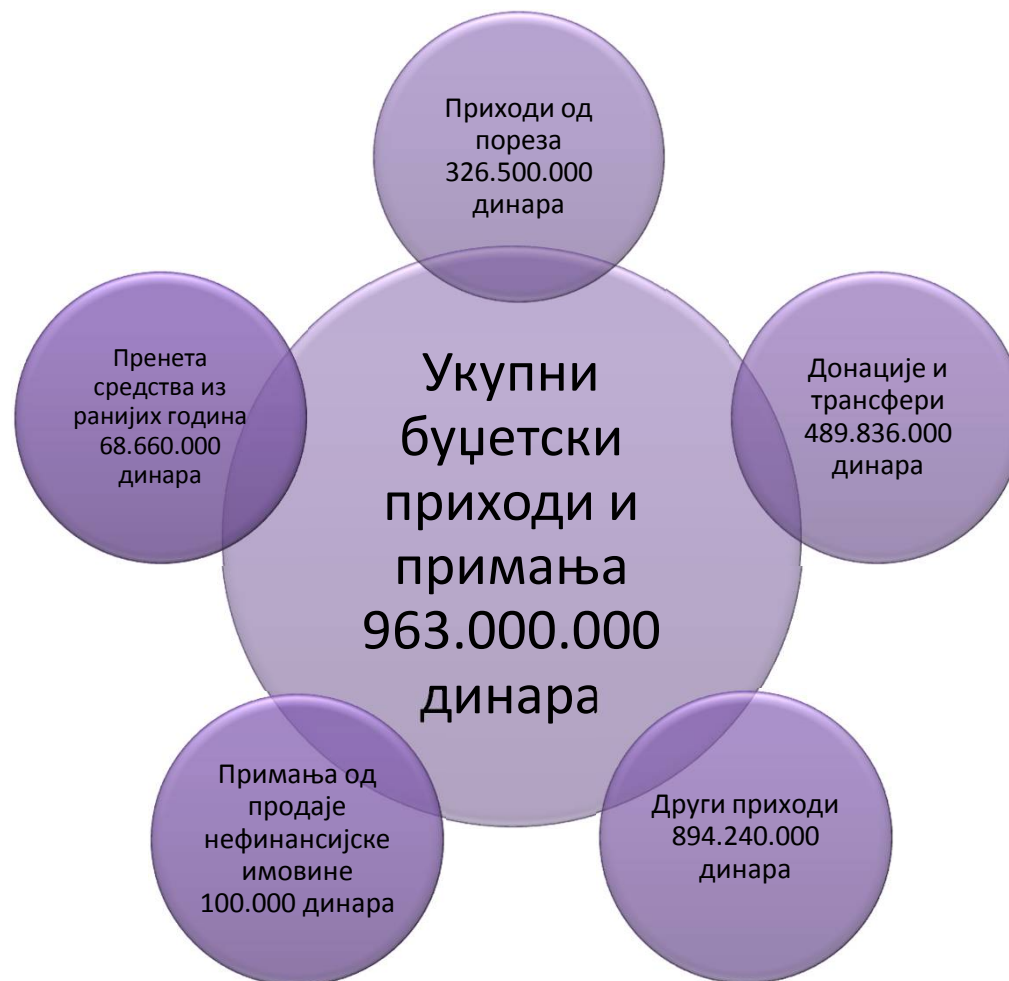 Приходи од
пореза
326.500.000
динара
Пренета
средства из
ранијих година
68.660.000
динара
Укупни
буџетски
приходи и
примања
963.000.000
динара
Донације и
трансфери
489.836.000
динара
Примања од
продаје
нефинансијске
имовине
100.000 динара
Други приходи
894.240.000
динара